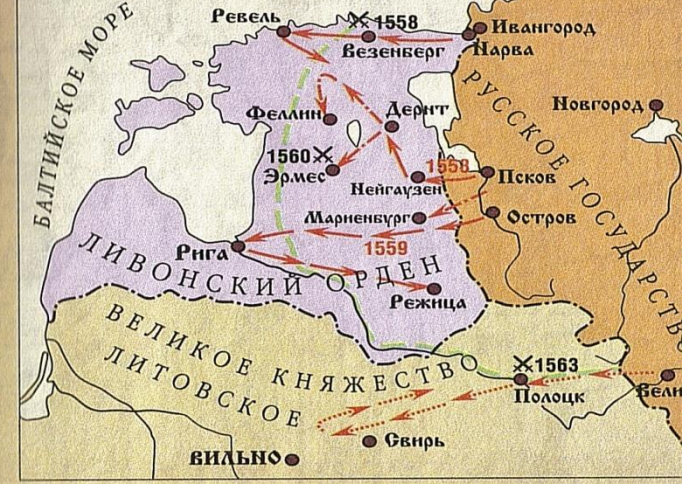 Ревель
1558
Ивангород
Везенберг
Нарва
БАЛТИЙСКОЕ МОРЕ
РУССКОЕ ГОСУДАРСТВО
Феллин
Дерпт
Новгород
1560
Эрмес
1558
Нейгаузен
Псков
Мариенбург
Остров
Рига
1559
ЛИВОНСКИЙ ОРДЕН
Режица
ВЕЛИКОЕ КНЯЖЕСТВО
ЛИТОВСКОЕ
1563
Полоцк
Вели
Свирь
ВИЛЬНО